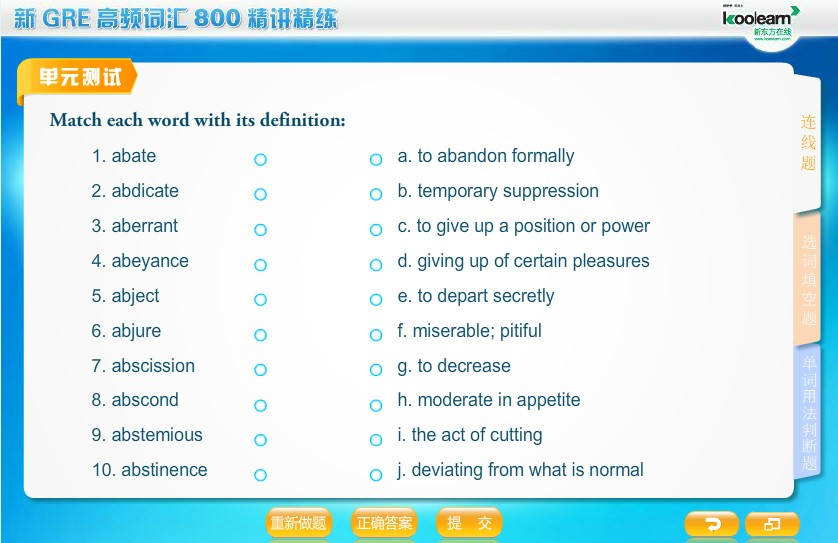 新 GRE 高频词汇 800 精讲精练
koolearn
新东方在线
www.koolearn.com
单元测试
Match each word with its definition:
1. abate
a. to abandon formally
2. abdicate
b. temporary suppression
3. aberrant
c. to give up a position or power
4. abeyance
d. giving up of certain pleasures
5. abject
e. to depart secretly
6. abjure
f. miserable; pitiful
7. abscission
g. to decrease
8. abscond
h. moderate in appetite
9. abstemious
i. the act of cutting
10. abstinence
j. deviating from what is normal
连线题
选词填空题
单词用法判断题
重新做题
正确答案
提 交